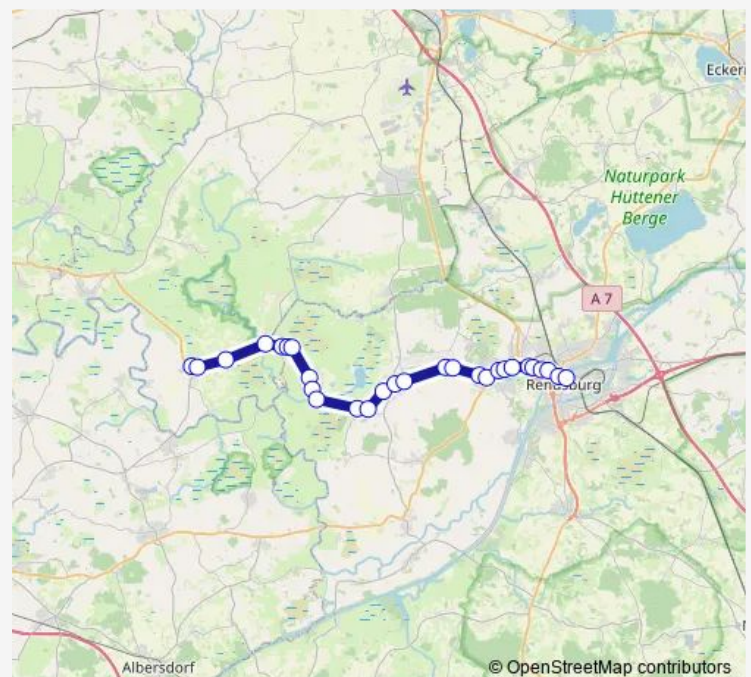 Ecker
Naturpark
Hüttener
Berge
A 7
Rendsburg
Albersdorf
© OpenStreetMap contributors